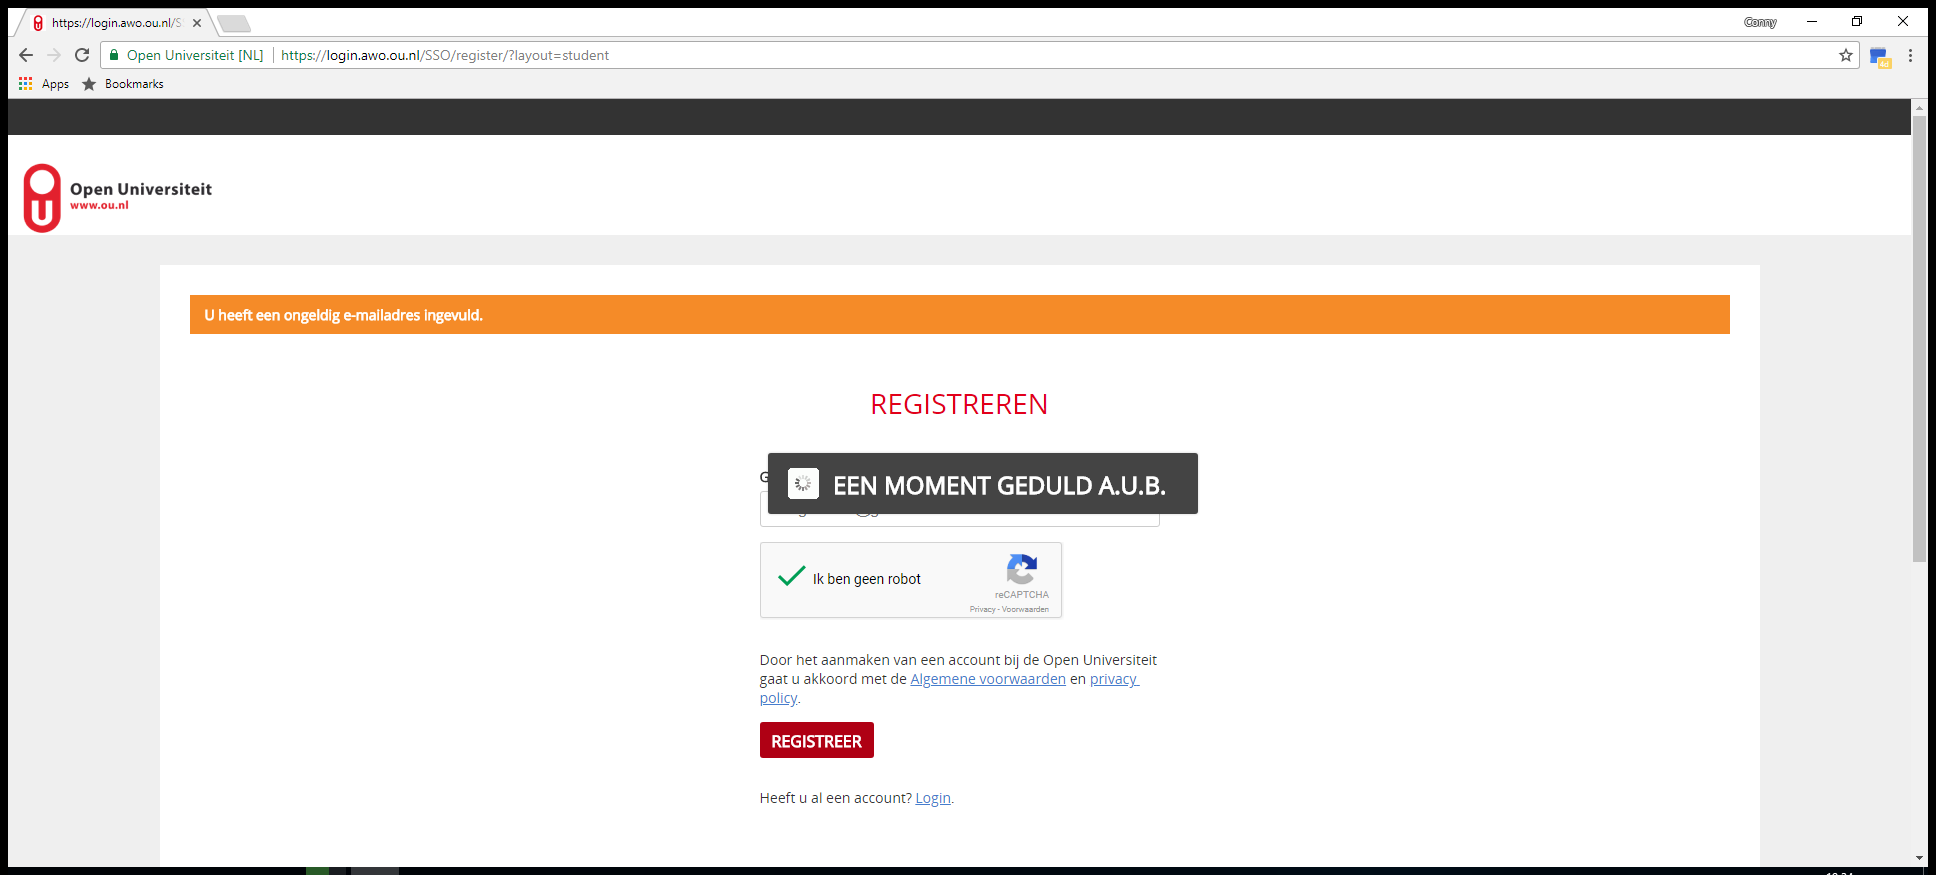 https://login.awo.ou.nl/S
Conny
Open Universiteit [NL] https://login.awo.ou.nl/SSO/register/?layout=student
4d
Apps Bookmarks
Open Universiteit
www.ou.nl
U heeft een ongeldig e-mailadres ingevuld.
REGISTREREN
EEN MOMENT GEDULD A.U.B.
Ik ben geen robot
reCAPTCHA
Privacy - Voorwaarden
Door het aanmaken van een account bij de Open Universiteit
gaat u akkoord met de Algemene voorwaarden en privacy
policy.
REGISTREER
Heeft u al een account? Login.